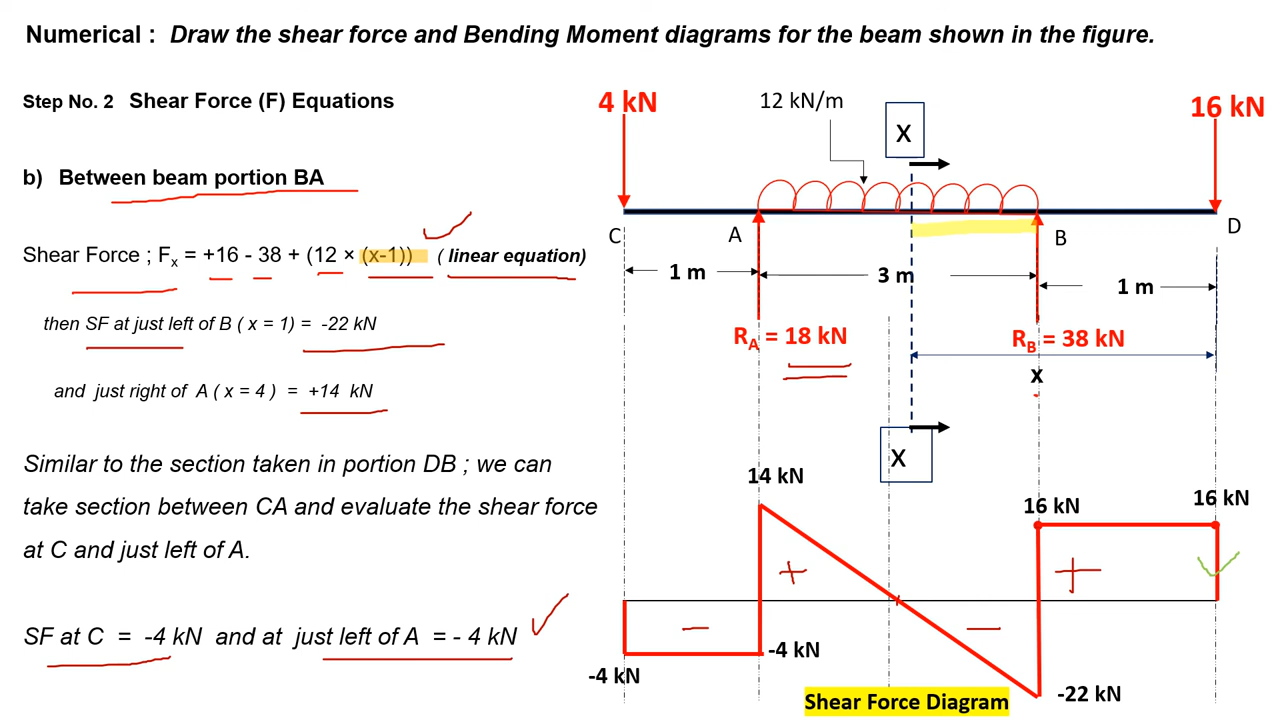 Numerical : Draw the shear force and Bending Moment diagrams for the beam shown in the figure.
Step No. 2 Shear Force (F) Equations
b) Between beam portion BA
Shear Force ; Fx = +16 - 38 + (12 × (x-1)) ( linear equation)
then SF at just left of B ( x = 1) = -22 kN
and just right of A ( x = 4 ) = +14 kN
Similar to the section taken in portion DB ; we can
take section between CA and evaluate the shear force
at C and just left of A.
SF at C = -4 kN and at just left of A = - 4 kN
4 kN
12 kN/m
X
16 kN
C
A
B
D
1 m
3 m
1 m
RA = 18 kN
RB = 38 kN
x
X
14 kN
16 kN
16 kN
+
+
-
-
-4 kN
-4 kN
-22 kN
Shear Force Diagram